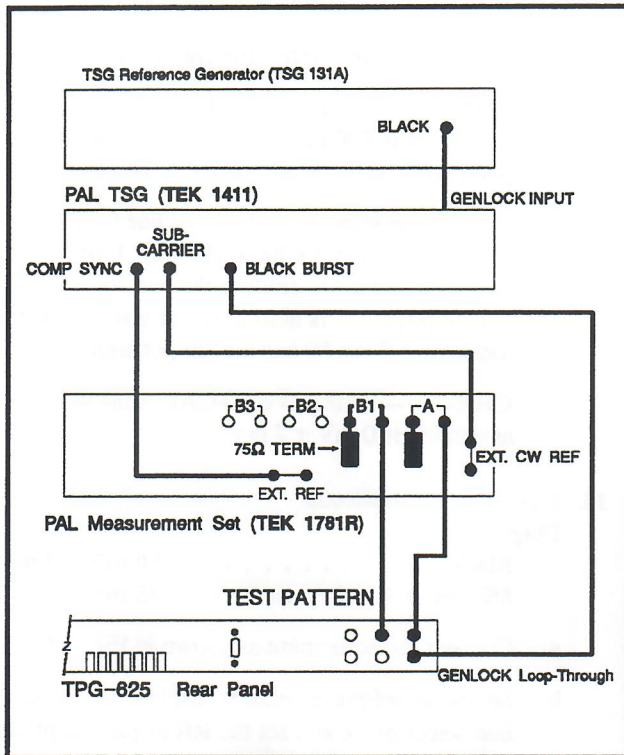 TSG Reference Generator (TSG 131A)
BLACK
GENLOCK INPUT
PAL TSG (TEK 1411)
SUB-
CARRIER
COMP SYNC
BLACK BURST
B3 B2 B1 A
75Ω TERM
EXT. CW REF
EXT. REF
PAL Measurement Set (TEK 1781R)
TEST PATTERN
Z
GENLOCK Loop-Through
TPG-625 Rear Panel